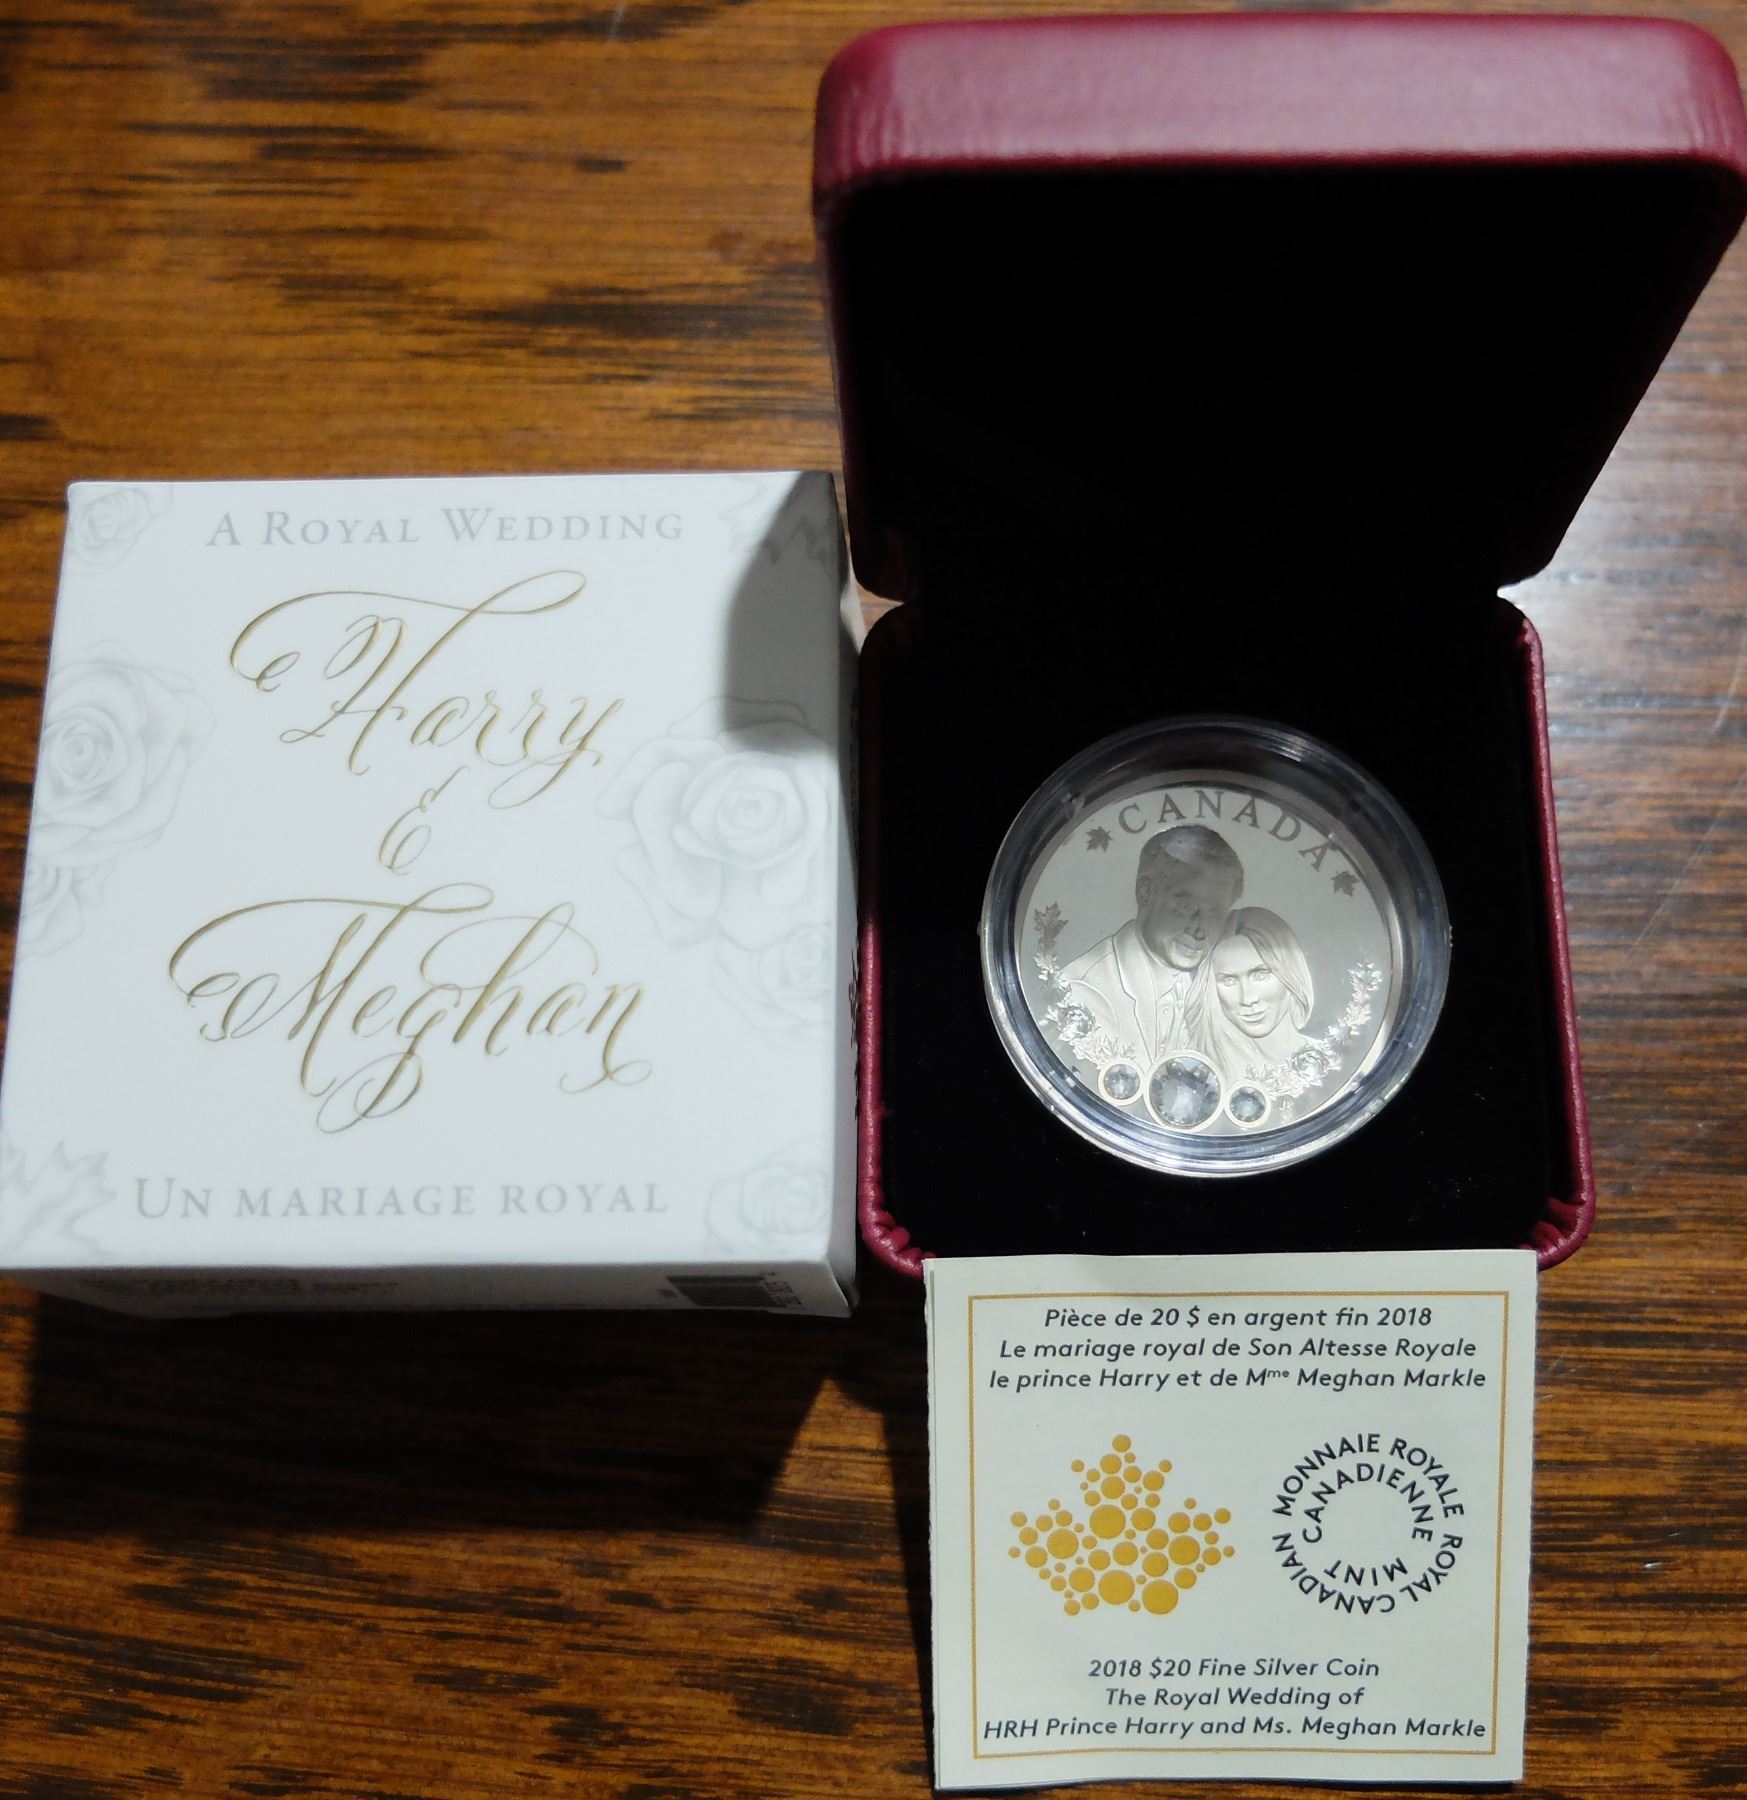 A ROYAL WEDDING
Harry
&
Meghan
UN MARIAGE ROYAL
CANADA
Pièce de 20 $ en argent fin 2018
Le mariage royal de Son Altesse Royale
le prince Harry et de Mme Meghan Markle
MONNAIE ROYALE CANADIENNE
ROYAL CANADIAN MINT
2018 $20 Fine Silver Coin
The Royal Wedding of
HRH Prince Harry and Ms. Meghan Markle